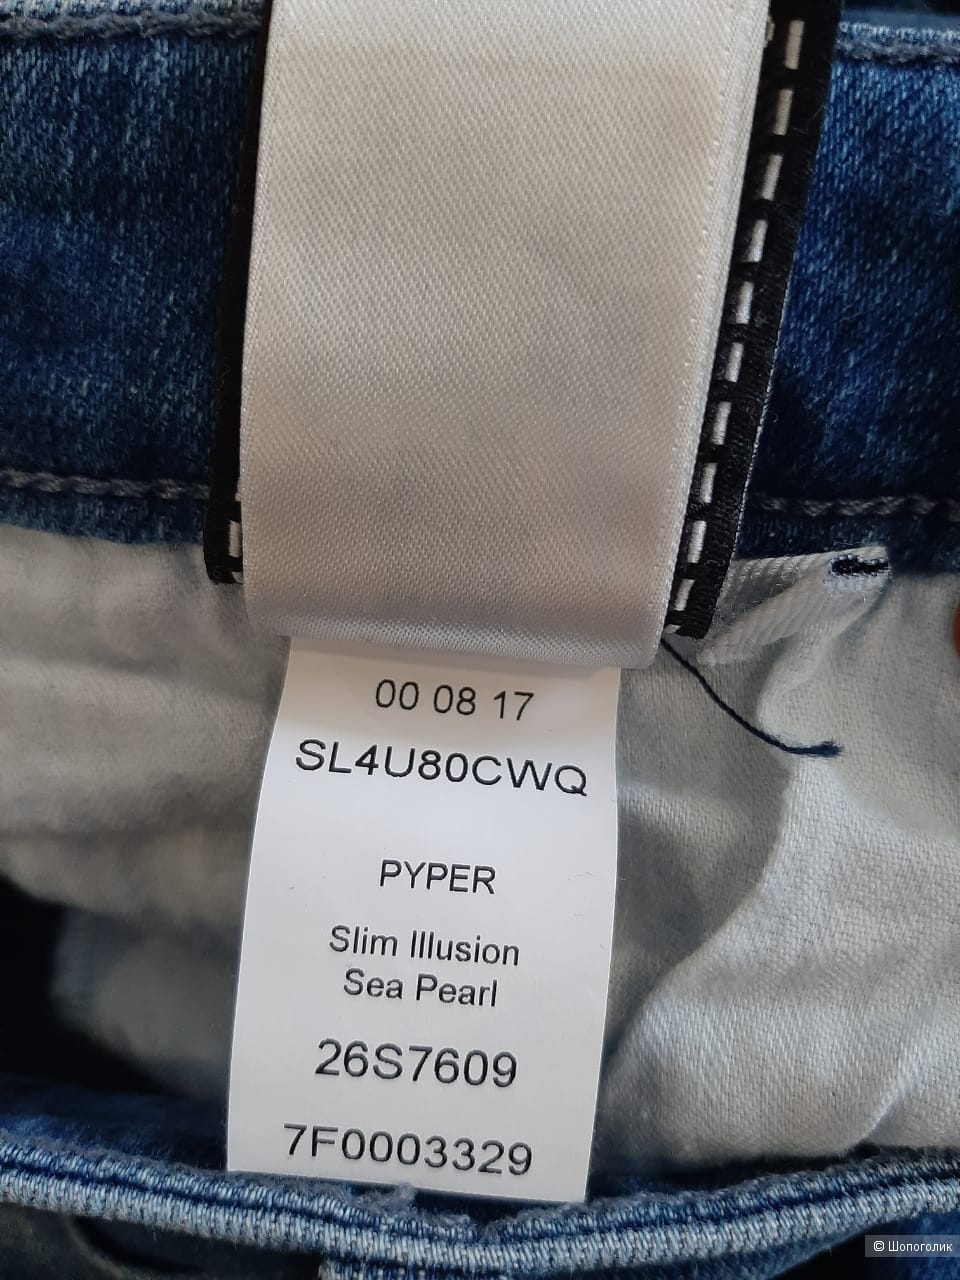 00 08 17
SL4U80CWQ
PYPER
Slim Illusion
Sea Pearl
26S7609
7F0003329
© Шопоголик